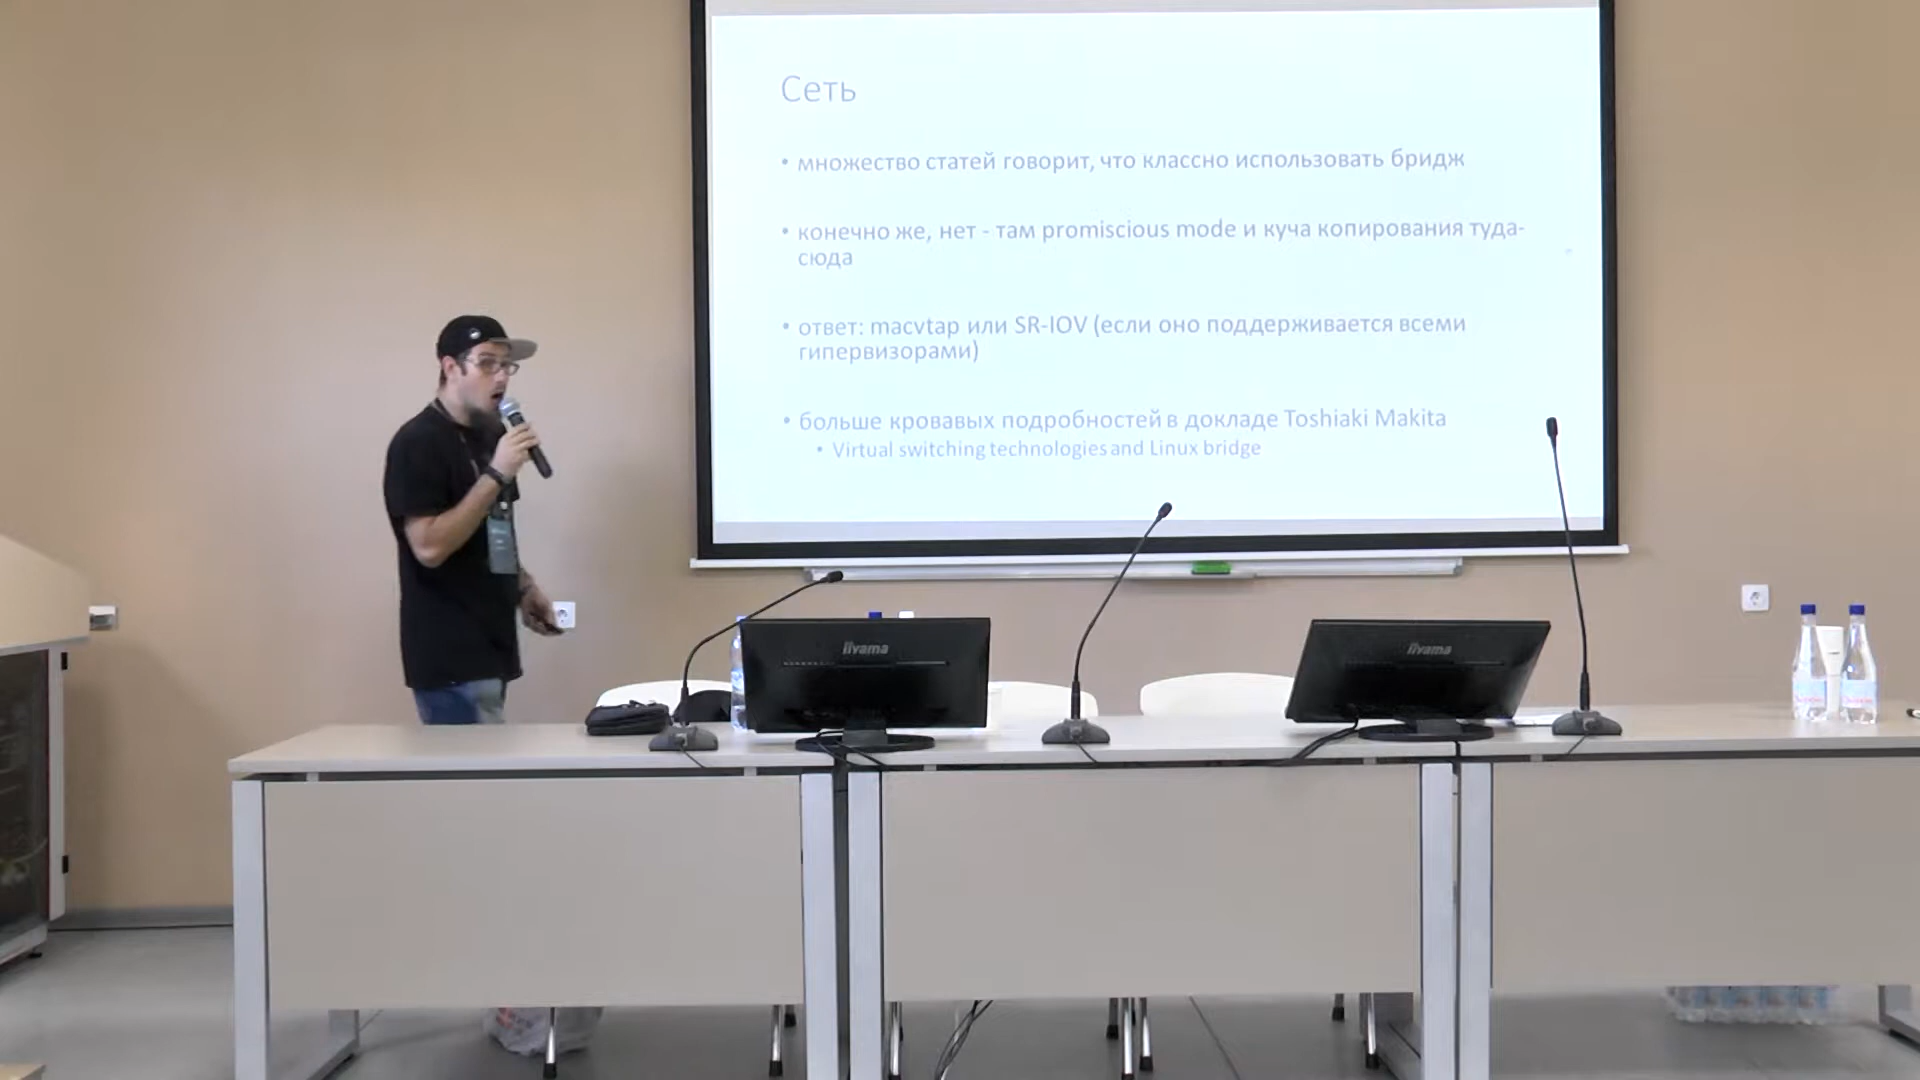 Сеть
• множество статей говорит, что классно использовать бридж
• конечно же, нет - там promiscious mode и куча копирования туда-
сюда
• ответ: macvtap или SR-IOV (если оно поддерживается всеми
гипервизорами)
• больше кровавых подробностей в докладе Toshiaki Makita
• Virtual switching technologies and Linux bridge
iiyama
iiyama